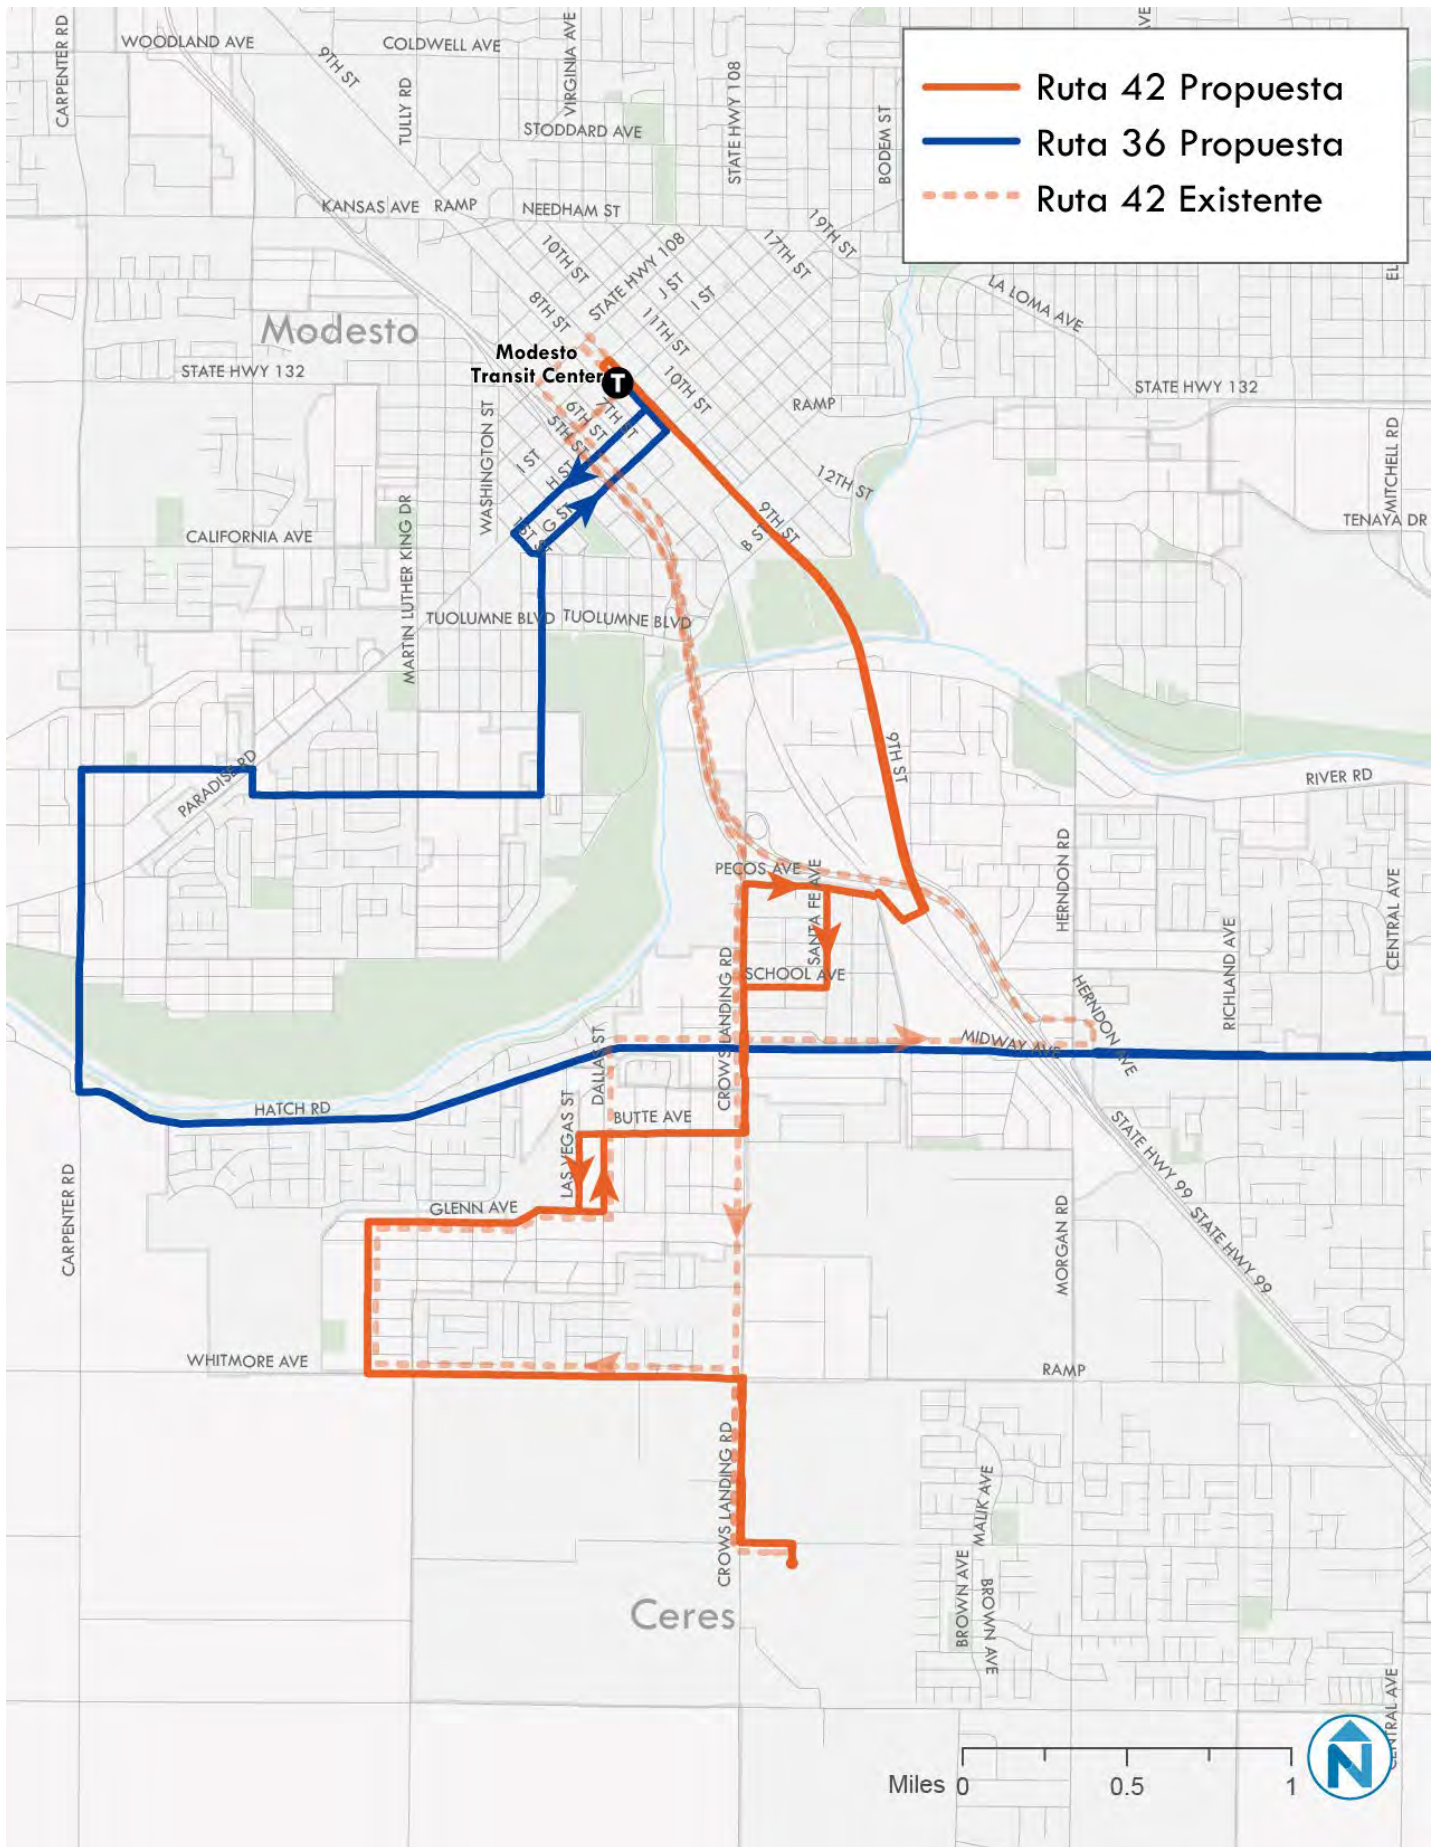 CARPENTER RD
WOODLAND AVE
9TH ST
COLDWELL AVE
TULLY RD
VIRGINIA AVE
STODDARD AVE
STATE HWY 108
BODEM ST
AVE
Ruta 42 Propuesta
Ruta 36 Propuesta
Ruta 42 Existente
KANSAS AVE
RAMP
NEEDHAM ST
10TH ST
STATE HWY 108
J ST
I ST
17TH ST
19TH ST
8TH ST
11TH ST
LA LOMA AVE
EL
Modesto
Modesto
Transit Center
T
STATE HWY 132
10TH ST
RAMP
STATE HWY 132
WASHINGTON ST
7TH ST
6TH ST
5TH ST
I ST
H ST
G ST
1ST ST
12TH ST
9TH ST
B ST
MITCHELL RD
TENAYA DR
MARTIN LUTHER KING DR
CALIFORNIA AVE
TUOLUMNE BLVD
TUOLUMNE BLVD
PARADISE RD
9TH ST
RIVER RD
PECOS AVE
SANTA FE AVE
HERNDON RD
CENTRAL AVE
RICHLAND AVE
CROWS LANDING RD
SCHOOL AVE
HERNDON AVE
MIDWAY AVE
DALLAS ST
HATCH RD
LAS VEGAS ST
BUTTE AVE
STATE HWY 99
STATE HWY 99
CARPENTER RD
GLENN AVE
MORGAN RD
WHITMORE AVE
RAMP
CROWS LANDING RD
MALIK AVE
BROWN AVE
BROWN AVE
Ceres
CENTRAL AVE
Miles 0 0.5 1
N